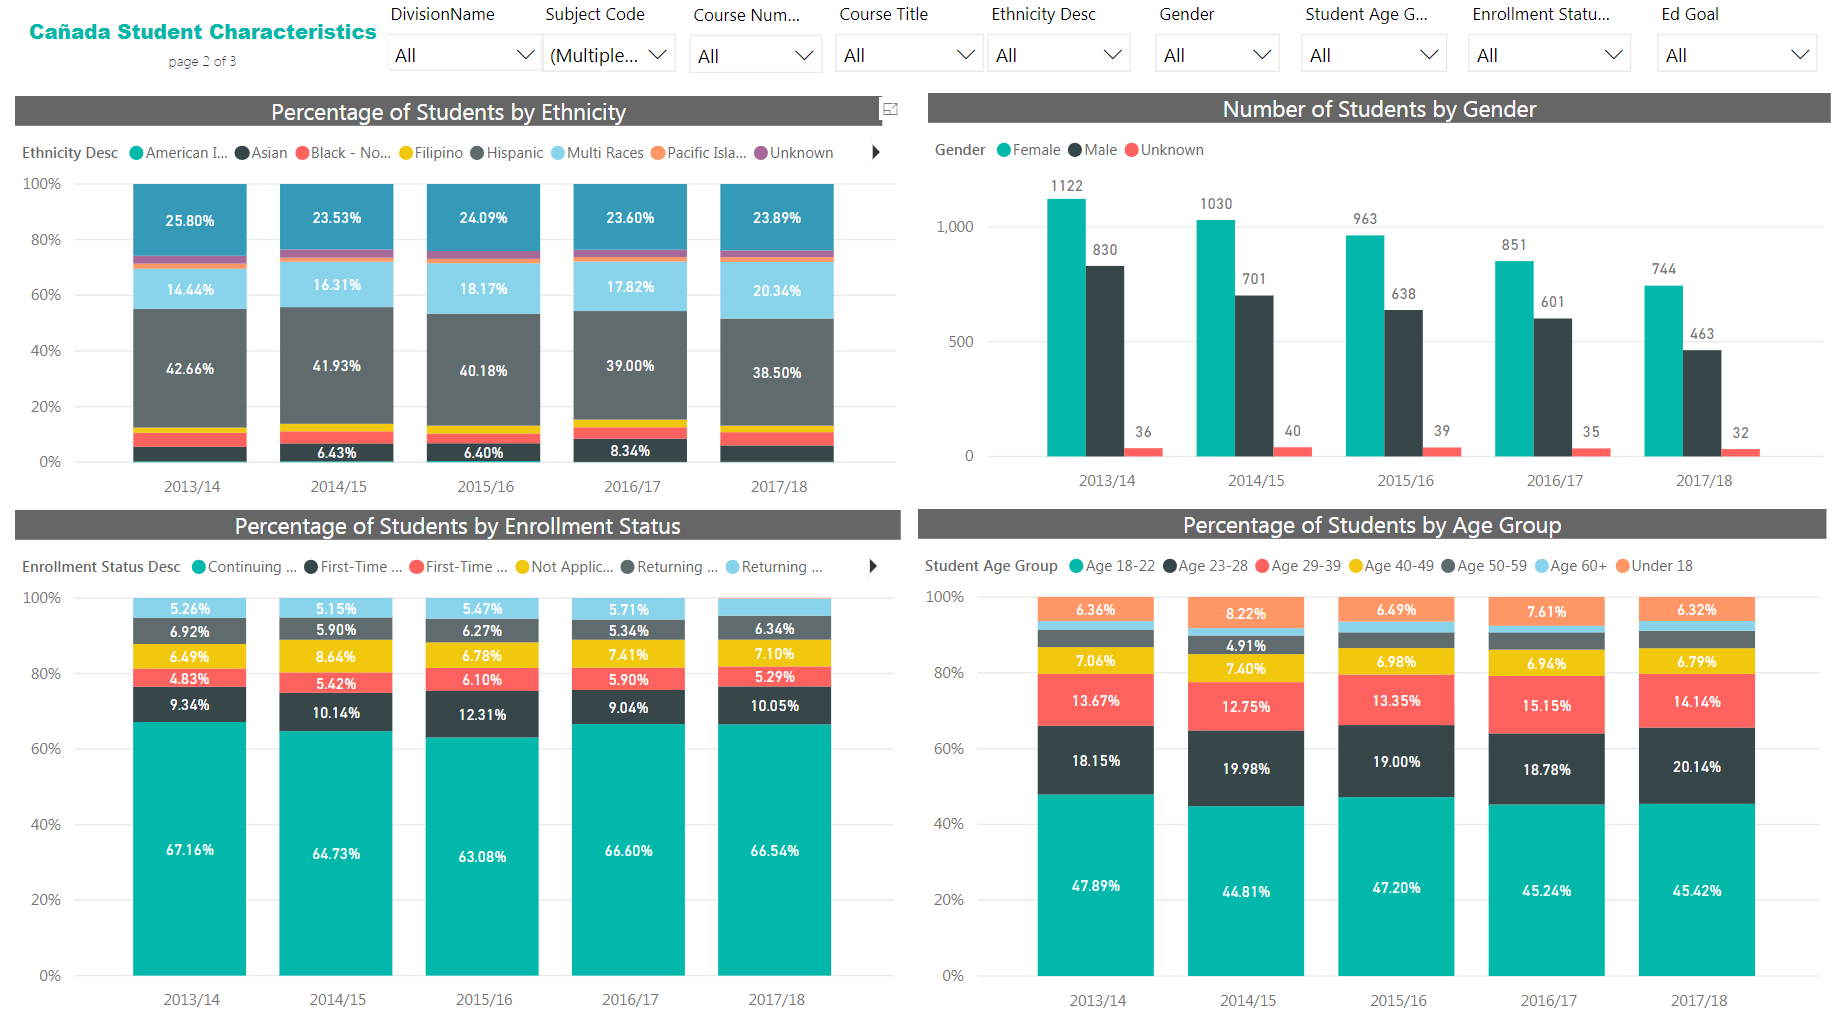 Cañada Student Characteristics
page 2 of 3
DivisionName
All
Subject Code
(Multiple...
Course Num...
All
Course Title
All
Ethnicity Desc
All
Gender
All
Student Age G...
All
Enrollment Statu...
All
Ed Goal
All
Percentage of Students by Ethnicity
Ethnicity Desc American I... Asian Black - No... Filipino Hispanic Multi Races Pacific Isla... Unknown
100%
80%
60%
40%
20%
0%
25.80% 23.53% 24.09% 23.60% 23.89%
14.44% 16.31% 18.17% 17.82% 20.34%
42.66% 41.93% 40.18% 39.00% 38.50%
6.43% 6.40% 8.34%
2013/14 2014/15 2015/16 2016/17 2017/18
Number of Students by Gender
Gender Female Male Unknown
1,000
500
0
1122 830 36
1030 701 40
963 638 39
851 601 35
744 463 32
2013/14 2014/15 2015/16 2016/17 2017/18
Percentage of Students by Enrollment Status
Enrollment Status Desc Continuing ... First-Time ... First-Time ... Not Applic... Returning ... Returning ...
100%
80%
60%
40%
20%
0%
5.26% 5.15% 5.47% 5.71%
6.92% 5.90% 6.27% 5.34% 6.34%
6.49% 8.64% 6.78% 7.41% 7.10%
4.83% 5.42% 6.10% 5.90% 5.29%
9.34% 10.14% 12.31% 9.04% 10.05%
67.16% 64.73% 63.08% 66.60% 66.54%
2013/14 2014/15 2015/16 2016/17 2017/18
Percentage of Students by Age Group
Student Age Group Age 18-22 Age 23-28 Age 29-39 Age 40-49 Age 50-59 Age 60+ Under 18
100%
80%
60%
40%
20%
0%
6.36% 8.22% 6.49% 7.61% 6.32%
4.91%
7.06% 7.40% 6.98% 6.94% 6.79%
13.67% 12.75% 13.35% 15.15% 14.14%
18.15% 19.98% 19.00% 18.78% 20.14%
47.89% 44.81% 47.20% 45.24% 45.42%
2013/14 2014/15 2015/16 2016/17 2017/18